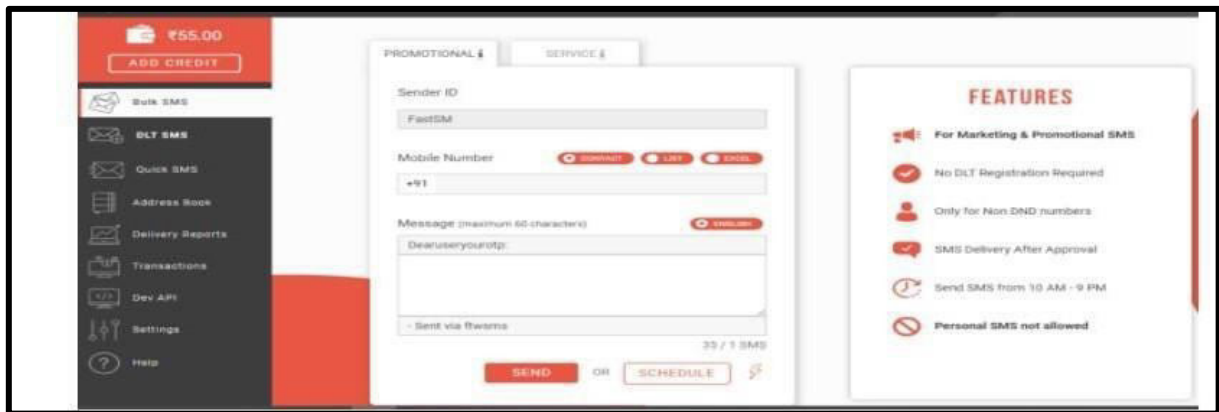 ₹55.00
ADD CREDIT
Bulk SMS
DLT SMS
Quick SMS
Address Book
Delivery Reports
Transactions
Dev API
Settings
Help
PROMOTIONAL
SERVICE
Sender ID
FastSM
Mobile Number
CONTACT LIST EXCEL
+91
Message (maximum 60 characters)
ENGLISH
Dearuseryourotp:
- Sent via
/ 1 SMS
SEND OR SCHEDULE
FEATURES
For Marketing & Promotional SMS
No DLT Registration Required
Only for Non DND numbers
SMS Delivery After Approval
Send SMS from 10 AM - 9 PM
Personal SMS not allowed